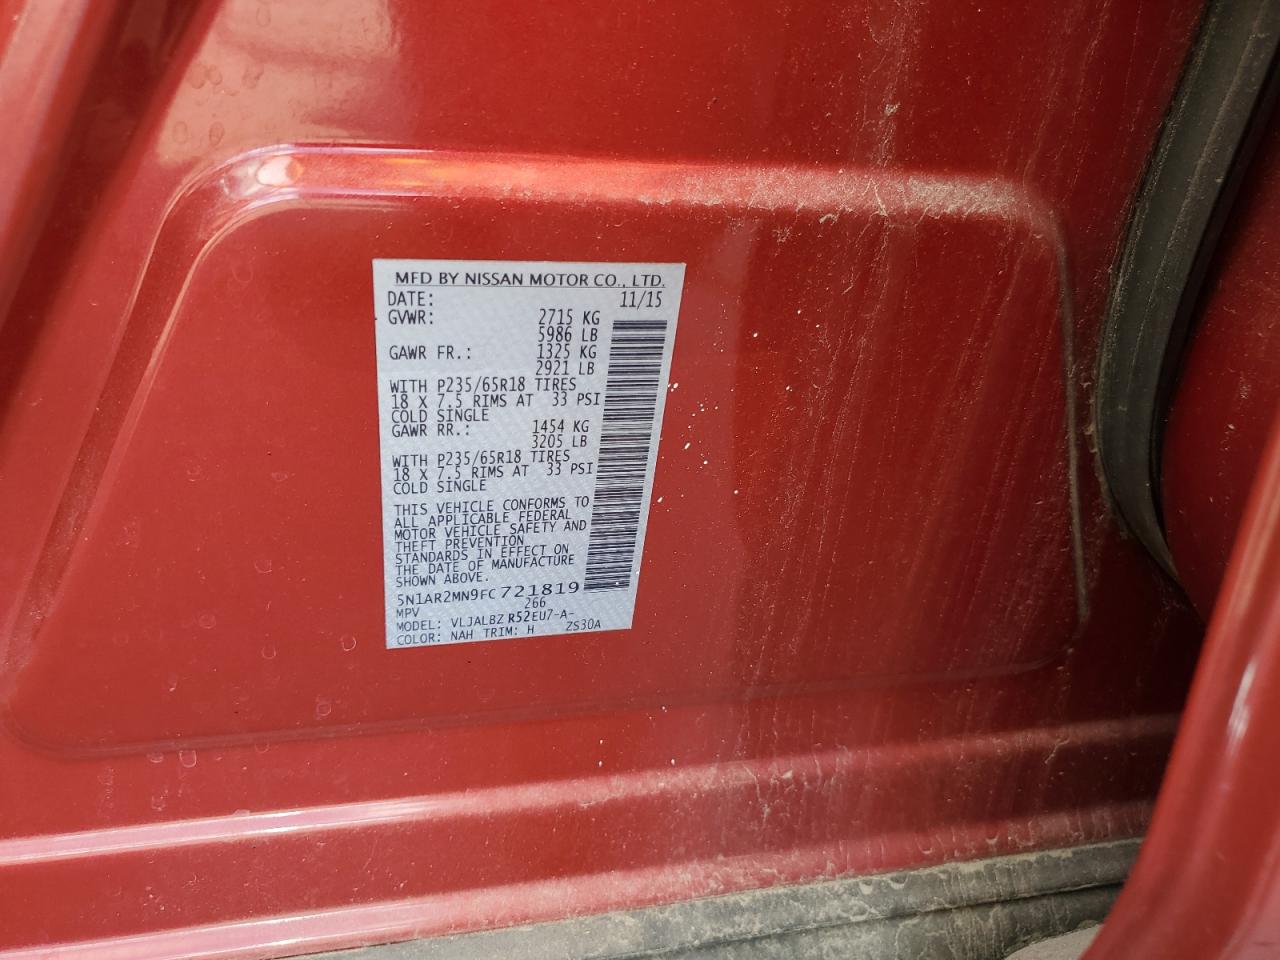 MFD BY NISSAN MOTOR CO., LTD.
DATE: 11/15
GVWR: 2715 KG
5986 LB
GAWR FR.: 1325 KG
2921 LB
WITH P235/65R18 TIRES
18 X 7.5 RIMS AT 33 PSI
COLD SINGLE
GAWR RR.: 1454 KG
3205 LB
WITH P235/65R18 TIRES
18 X 7.5 RIMS AT 33 PSI
COLD SINGLE
THIS VEHICLE CONFORMS TO
ALL APPLICABLE FEDERAL
MOTOR VEHICLE SAFETY AND
THEFT PREVENTION
STANDARDS IN EFFECT ON
THE DATE OF MANUFACTURE
SHOWN ABOVE.
5N1AR2MN9FC721819
MPV 266
MODEL: VLJALBZ R52EU7-A-
COLOR: NAH TRIM: H ZS30A